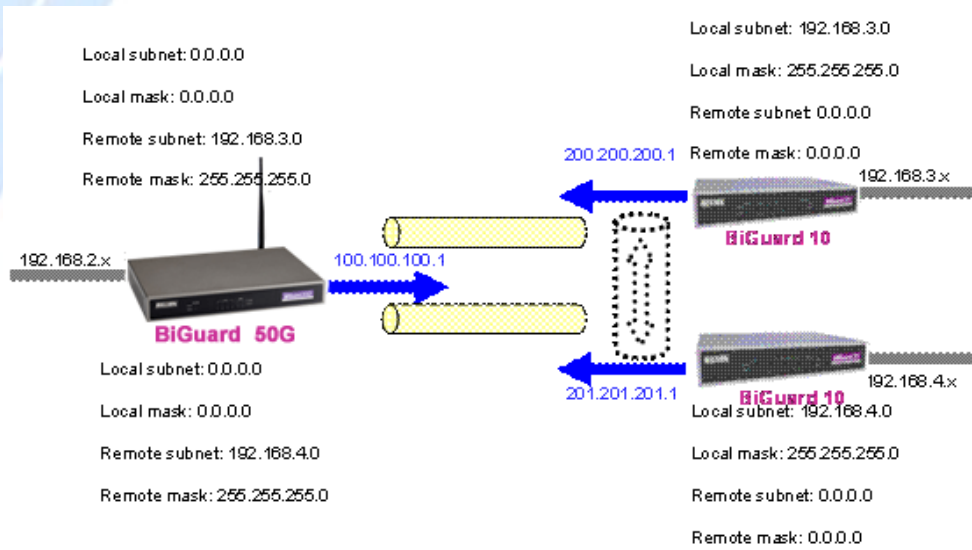 Local subnet: 0.0.0.0
Local mask: 0.0.0.0
Remote subnet: 192.168.3.0
Remote mask: 255.255.255.0
192.168.2.x
100.100.100.1
BiGuard 50G
Local subnet: 0.0.0.0
Local mask: 0.0.0.0
Remote subnet: 192.168.4.0
Remote mask: 255.255.255.0
Local subnet: 192.168.3.0
Local mask: 255.255.255.0
Remote subnet: 0.0.0.0
Remote mask: 0.0.0.0
200.200.200.1
192.168.3.x
BiGuard 10
201.201.201.1
192.168.4.x
BiGuard 10
Local subnet: 192.168.4.0
Local mask: 255.255.255.0
Remote subnet: 0.0.0.0
Remote mask: 0.0.0.0